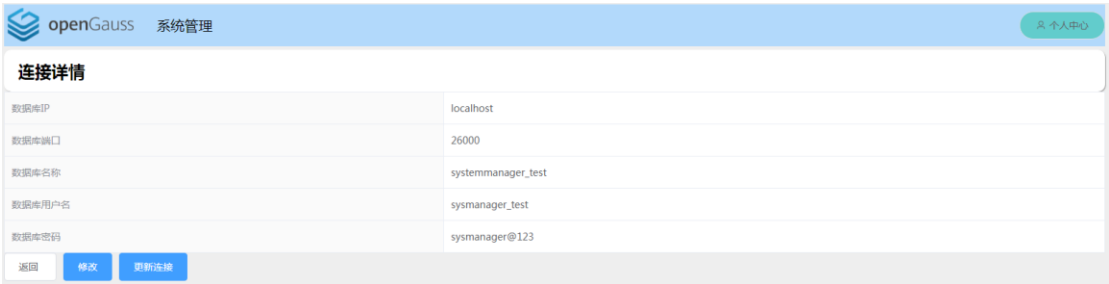 openGauss 系统管理 个人中心
连接详情
数据库IP localhost
数据库端口 26000
数据库名称 systemmanager_test
数据库用户名 sysmanager_test
数据库密码 sysmanager@123
返回 修改 更新连接